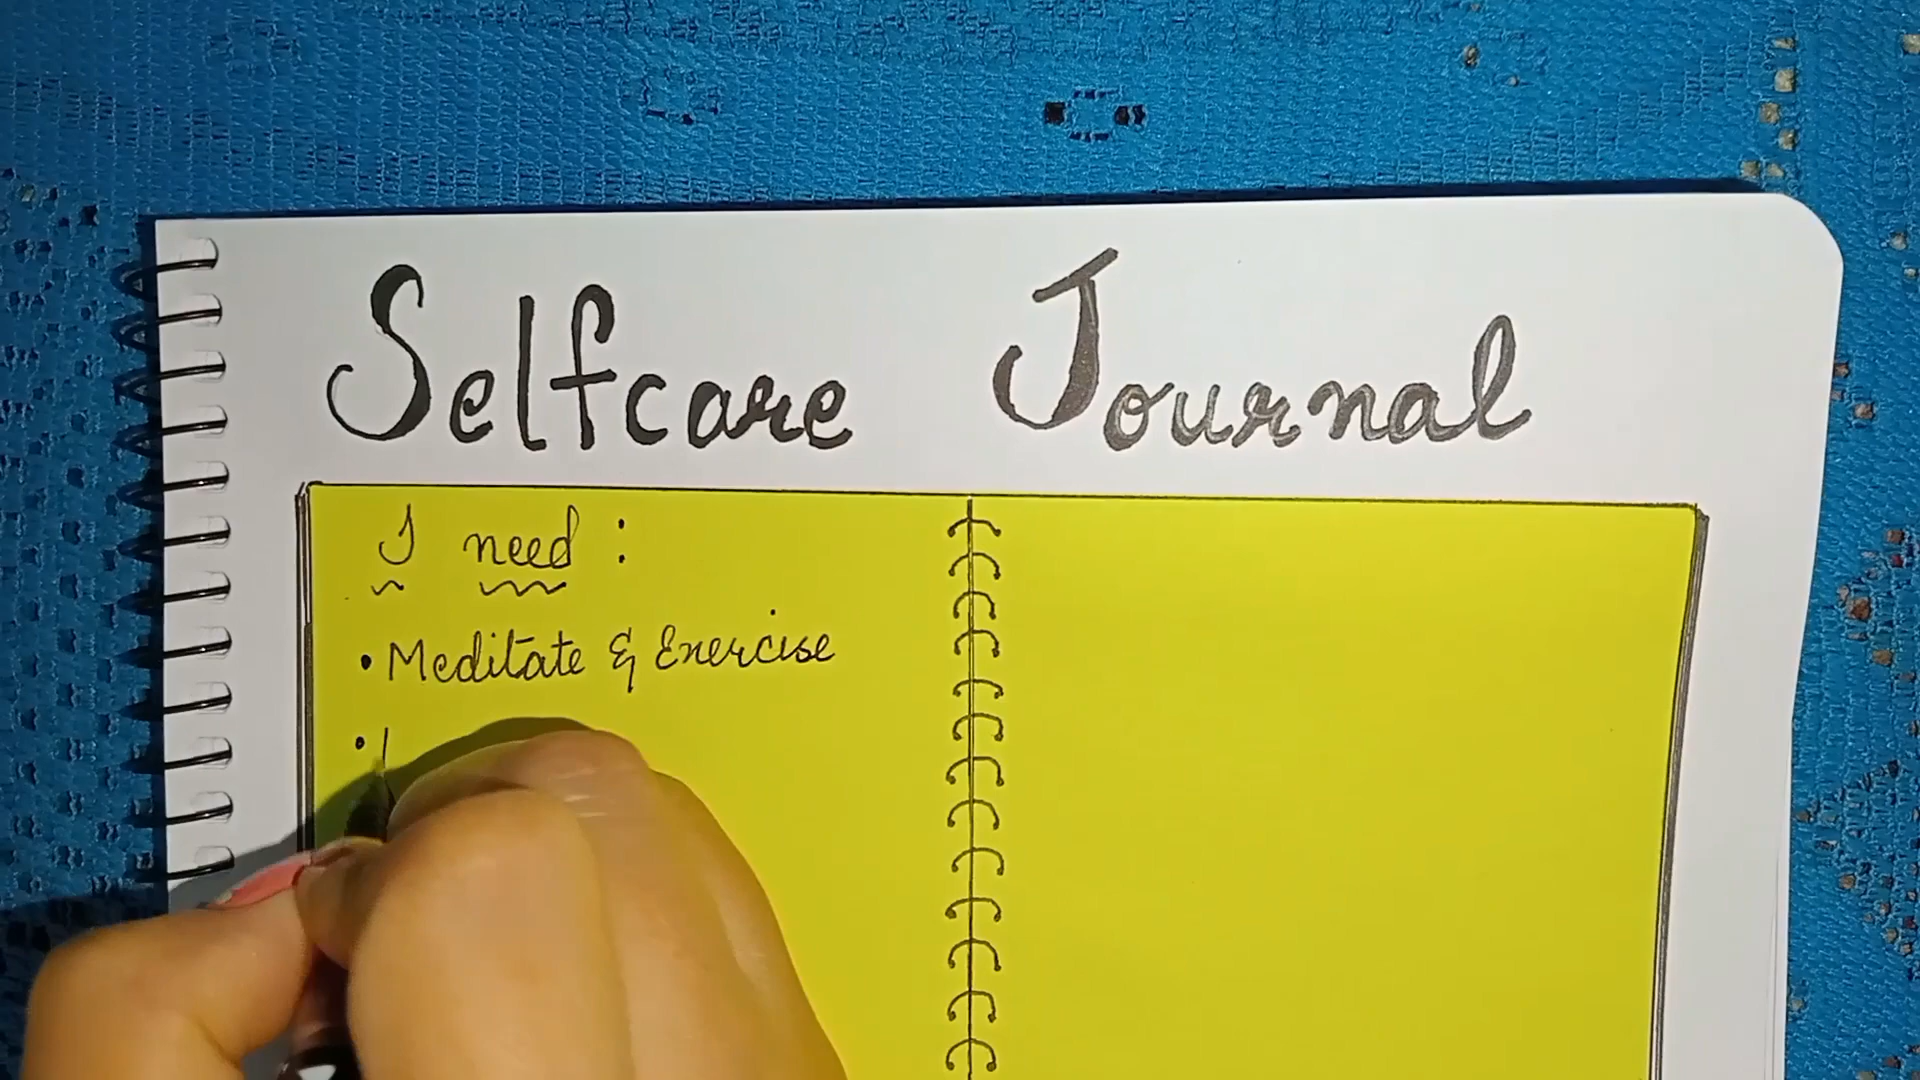 Selfcare Journal
I need :
• Meditate & Exercise
•